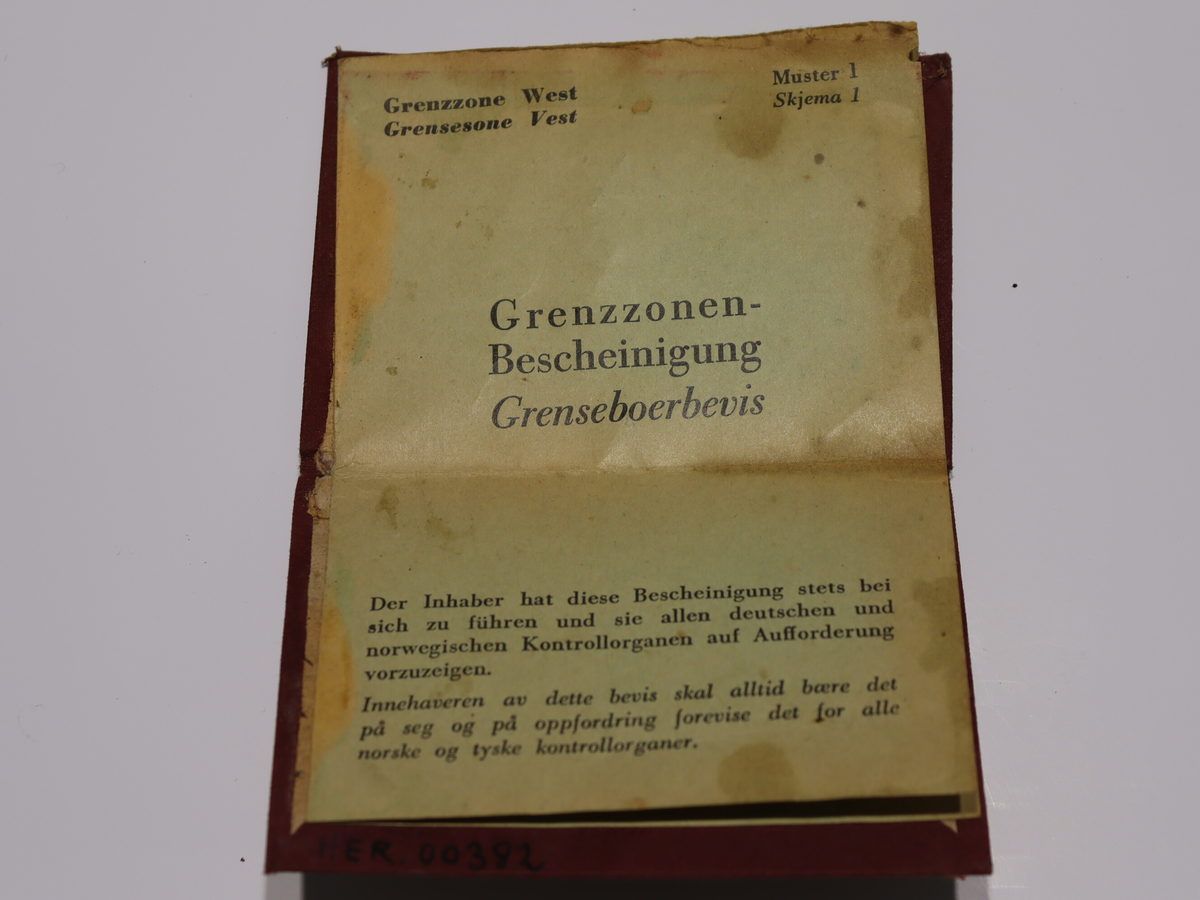 Grenzzone West
Grensesone Vest
Muster 1
Skjema 1
Grenzzonen-
Bescheinigung
Grenseboerbevis
Der Inhaber hat diese Bescheinigung stets bei
sich zu führen und sie allen deutschen und
norwegischen Kontrollorganen auf Aufforderung
vorzuzeigen.
Innehaveren av dette bevis skal alltid bære det
på seg og på oppfordring forevise det for alle
norske og tyske kontrollorganer.
HER. 00382